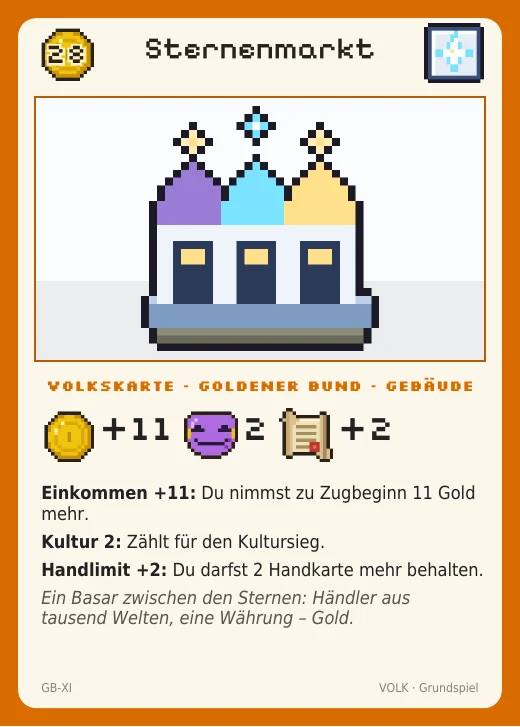 28
Sternenmarkt
VOLKSKARTE · GOLDENER BUND · GEBÄUDE
+11 2 +2
Einkommen +11: Du nimmst zu Zugbeginn 11 Gold
mehr.
Kultur 2: Zählt für den Kultursieg.
Handlimit +2: Du darfst 2 Handkarte mehr behalten.
Ein Basar zwischen den Sternen: Händler aus
tausend Welten, eine Währung – Gold.
GB-XI
VOLK · Grundspiel